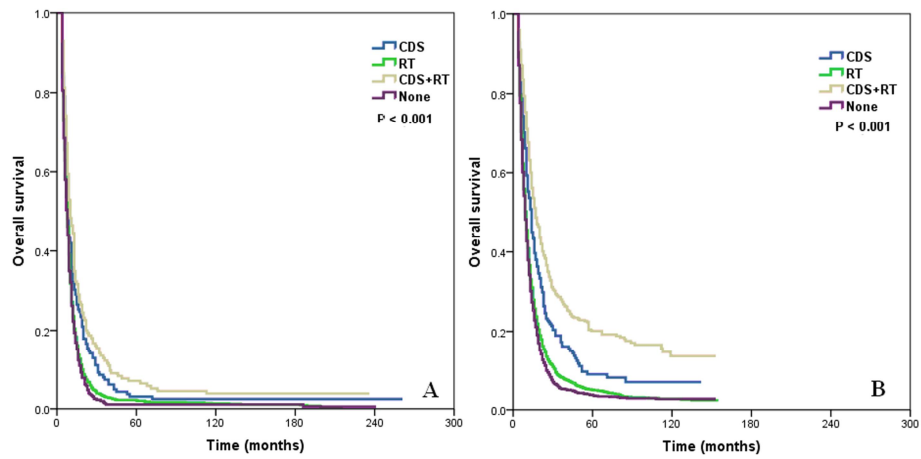 1.0
0.8
0.6
0.4
0.2
0.0
Overall survival
0
60
120
180
240
300
Time (months)
CDS
RT
CDS+RT
None
P < 0.001
A
1.0
0.8
0.6
0.4
0.2
0.0
Overall survival
0
60
120
180
240
300
Time (months)
CDS
RT
CDS+RT
None
P < 0.001
B